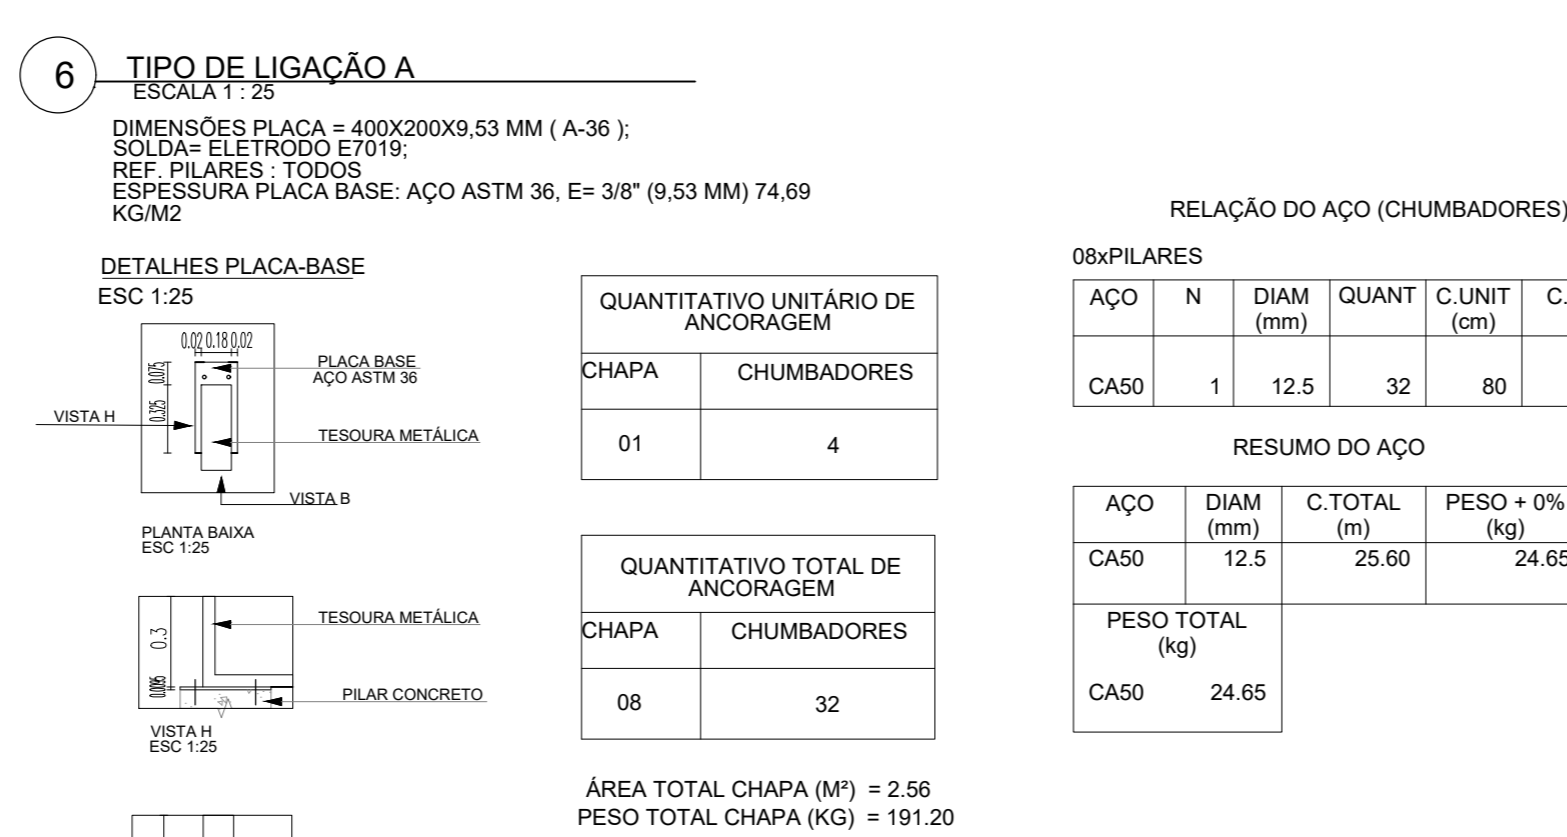 6
TIPO DE LIGAÇÃO A
ESCALA 1 : 25
DIMENSÕES PLACA = 400X200X9,53 MM ( A-36 );
SOLDA= ELETRODO E7019;
REF. PILARES : TODOS
ESPESSURA PLACA BASE: AÇO ASTM 36, E= 3/8" (9,53 MM) 74,69
KG/M2
DETALHES PLACA-BASE
ESC 1:25
0.02 0.18 0.02
0.075
0.325
PLACA BASE
AÇO ASTM 36
VISTA H
TESOURA METÁLICA
VISTA B
PLANTA BAIXA
ESC 1:25
0.3
0.0095
TESOURA METÁLICA
PILAR CONCRETO
VISTA H
ESC 1:25
QUANTITATIVO UNITÁRIO DE
ANCORAGEM
CHAPA CHUMBADORES
01 4
QUANTITATIVO TOTAL DE
ANCORAGEM
CHAPA CHUMBADORES
08 32
ÁREA TOTAL CHAPA (M²) = 2.56
PESO TOTAL CHAPA (KG) = 191.20
RELAÇÃO DO AÇO (CHUMBADORES)
08xPILARES
AÇO N DIAM QUANT C.UNIT C.
(mm) (cm)
CA50 1 12.5 32 80
RESUMO DO AÇO
AÇO DIAM C.TOTAL PESO + 0%
(mm) (m) (kg)
CA50 12.5 25.60 24.65
PESO TOTAL
(kg)
CA50 24.65